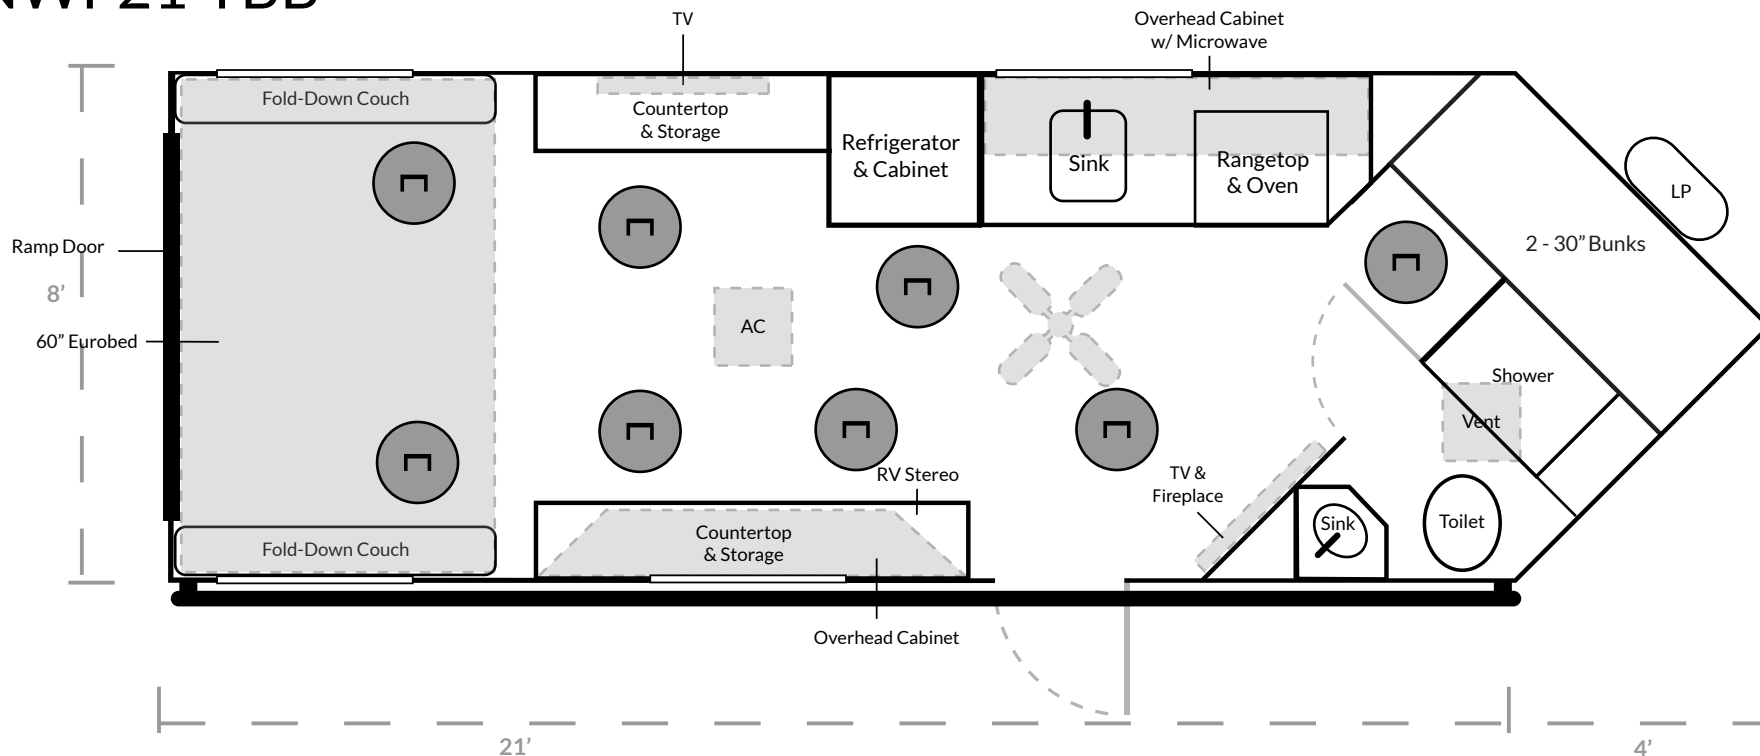 TV
Overhead Cabinet
w/ Microwave
Fold-Down Couch
Countertop
& Storage
Refrigerator
& Cabinet
Sink
Rangetop
& Oven
LP
2 - 30” Bunks
Ramp Door
8’
60” Eurobed
AC
Shower
Vent
RV Stereo
TV &
Fireplace
Countertop
& Storage
Sink
Toilet
Fold-Down Couch
Overhead Cabinet
21’
4’